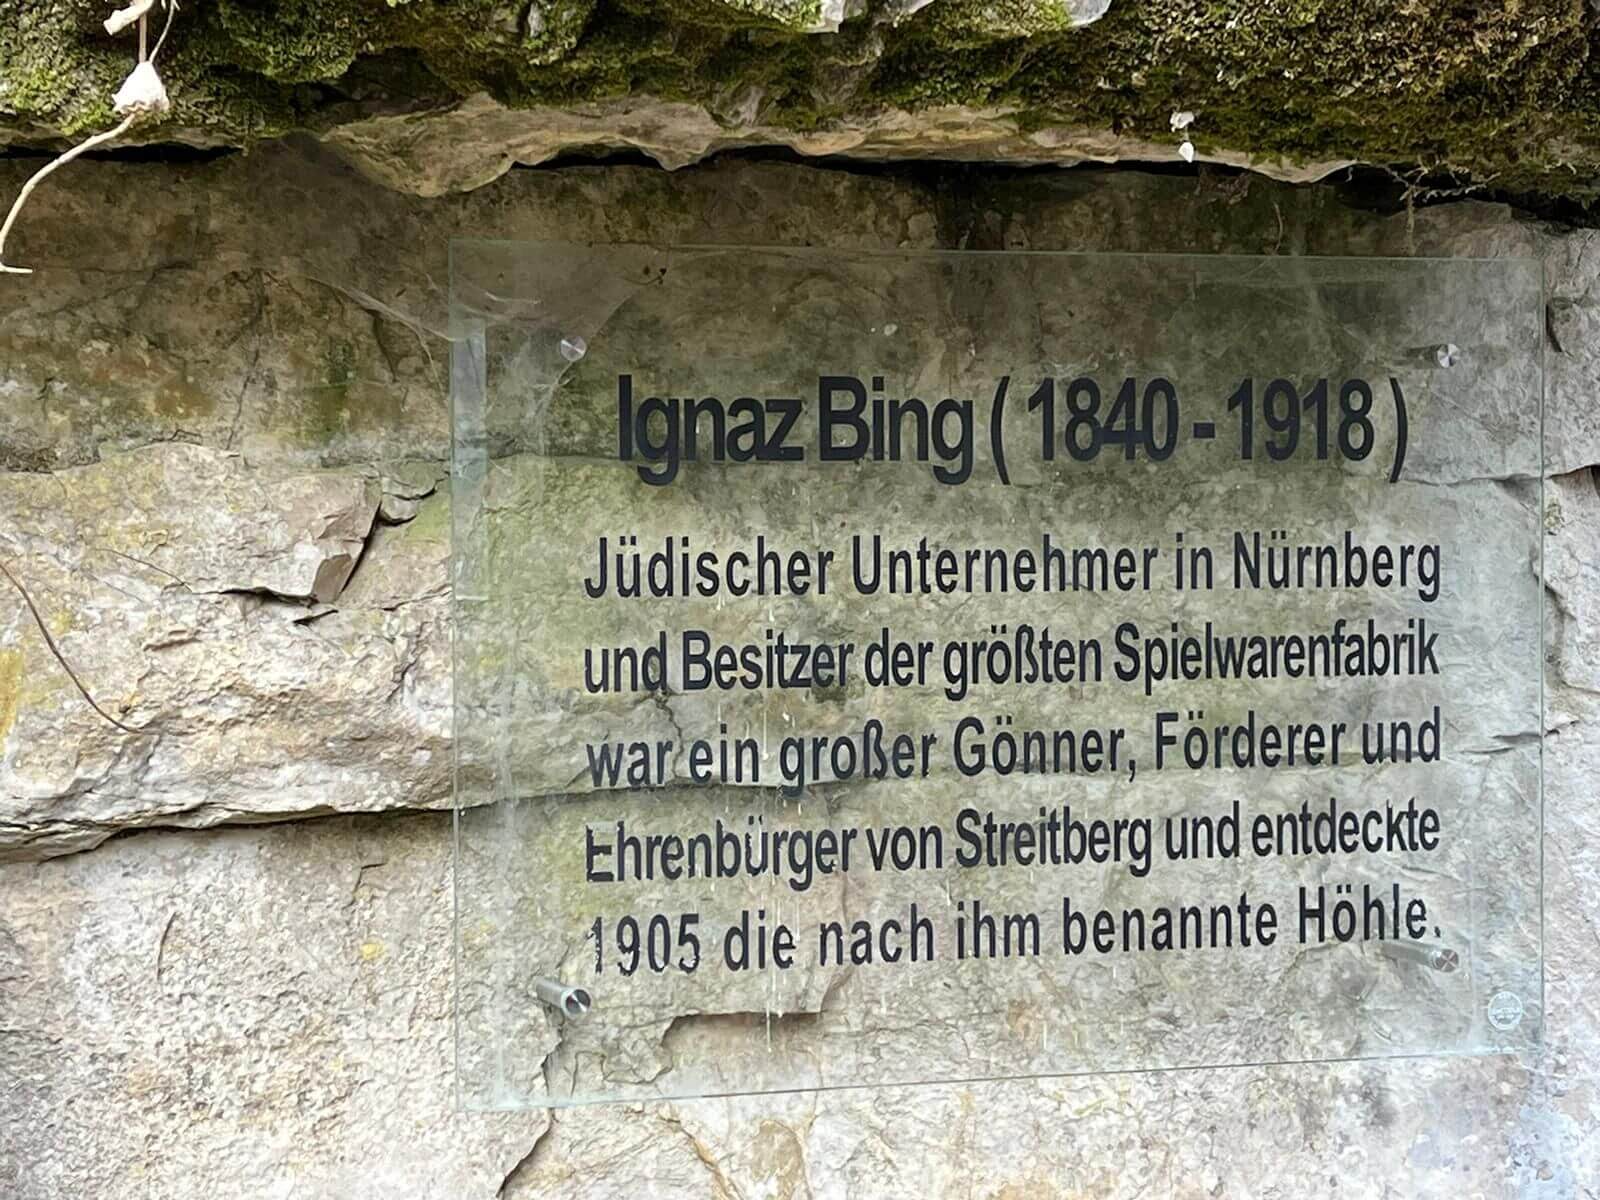 Ignaz Bing ( 1840 - 1918 )
Jüdischer Unternehmer in Nürnberg
und Besitzer der größten Spielwarenfabrik
war ein großer Gönner, Förderer und
Ehrenbürger von Streitberg und entdeckte
1905 die nach ihm benannte Höhle.